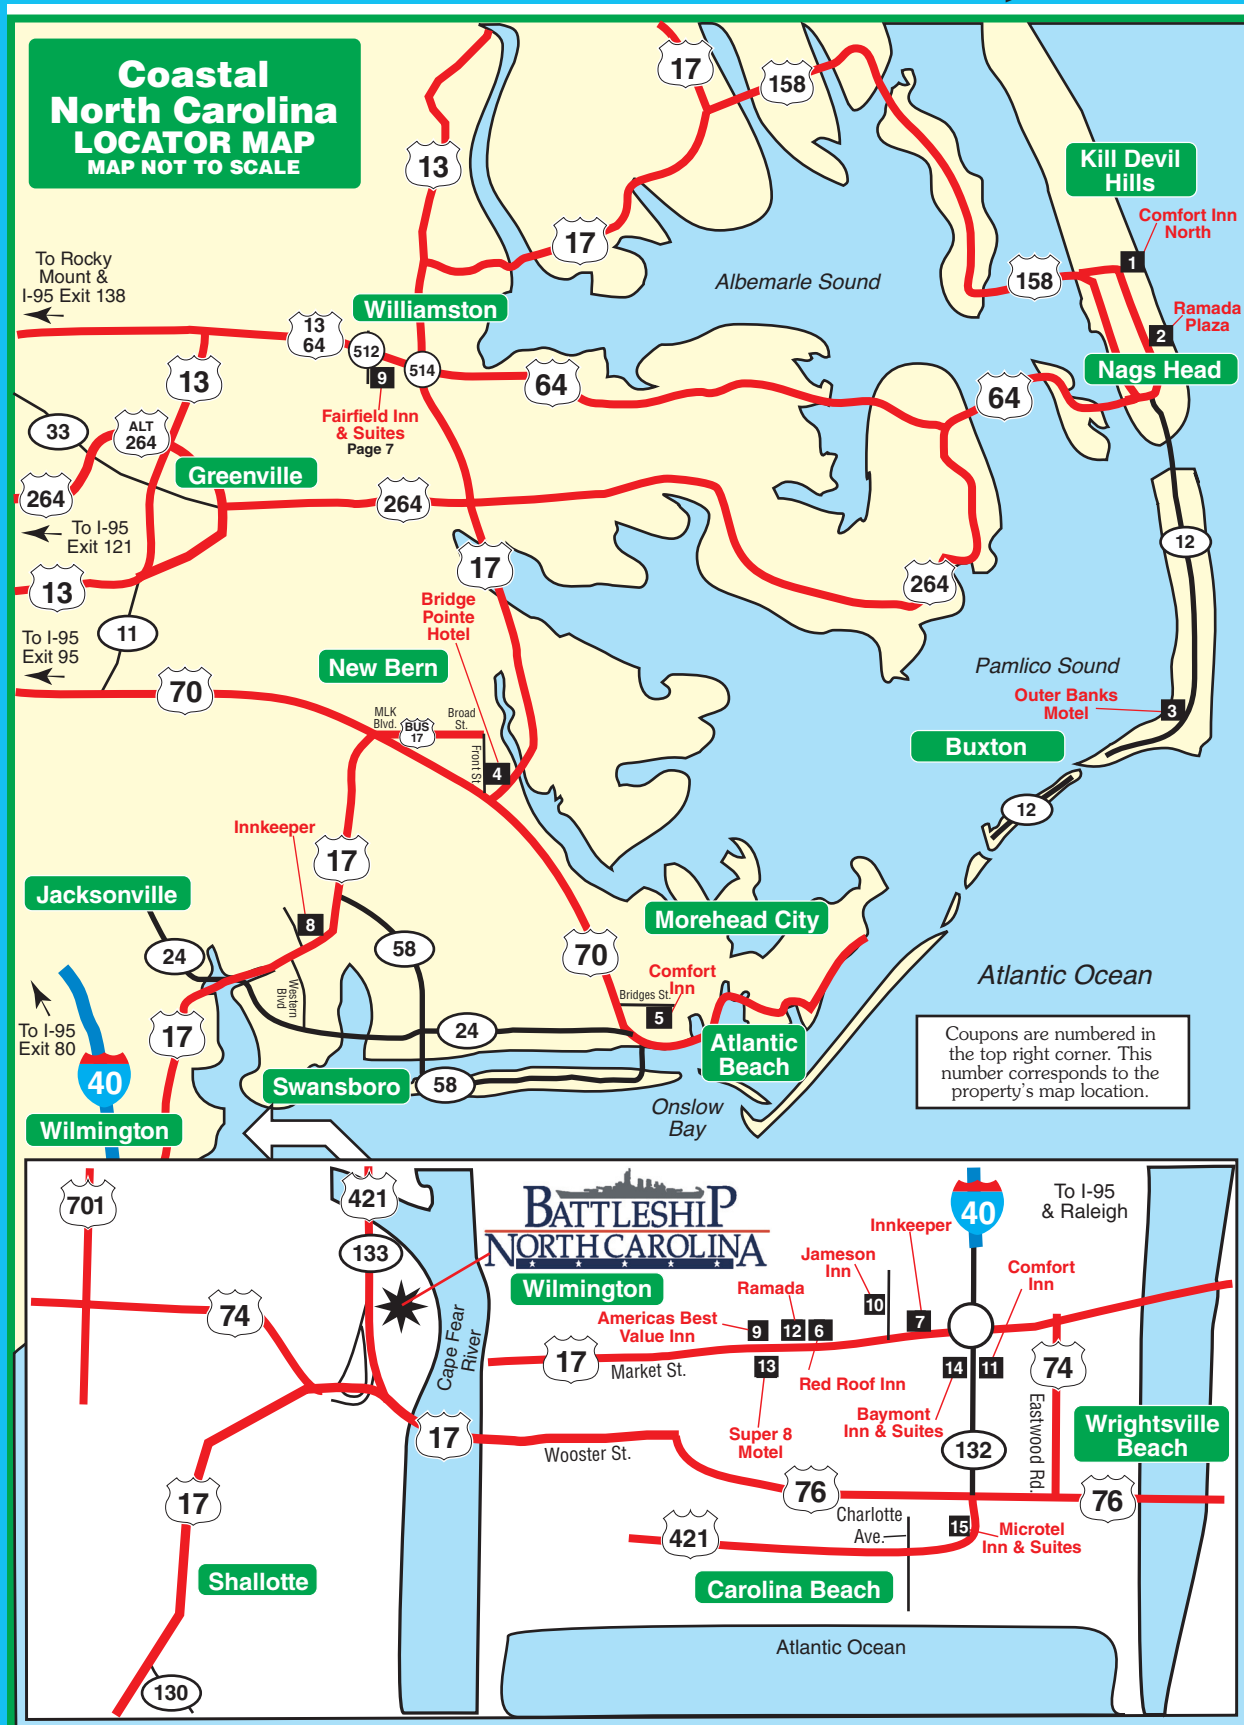 Coastal
North Carolina
LOCATOR MAP
MAP NOT TO SCALE
17
158
13
Kill Devil
Hills
Comfort Inn
North
1
17
To Rocky
Mount &
I-95 Exit 138
Albemarle Sound
158
Williamston
Ramada
Plaza
2
13
64
512
514
9
13
64
64
Nags Head
Fairfield Inn
& Suites
Page 7
33
ALT
264
Greenville
264
264
To I-95
Exit 121
12
17
264
13
Bridge
Pointe
Hotel
11
To I-95
Exit 95
New Bern
Pamlico Sound
70
Outer Banks
Motel
3
MLK
Blvd.
BUS
17
Broad
St.
Front St.
4
Buxton
12
Innkeeper
17
Jacksonville
8
Morehead City
24
58
70
Comfort
Inn
Atlantic Ocean
Western
Blvd
Bridges St.
5
To I-95
Exit 80
17
24
Atlantic
Beach
Coupons are numbered in
the top right corner. This
number corresponds to the
property's map location.
40
Swansboro
58
Onslow
Bay
Wilmington
701
421
BATTLESHIP
NORTH CAROLINA
40
To I-95
& Raleigh
133
Innkeeper
Jameson
Inn
Comfort
Inn
Wilmington
Ramada
10
74
Americas Best
Value Inn
9
12
6
7
Cape Fear
River
17
Market St.
13
14
11
74
Red Roof Inn
Baymont
Inn & Suites
Eastwood Rd.
Wrightsville
Beach
17
Super 8
Motel
Wooster St.
132
76
76
17
Charlotte
Ave.
15
Microtel
Inn & Suites
421
Shallotte
Carolina Beach
Atlantic Ocean
130